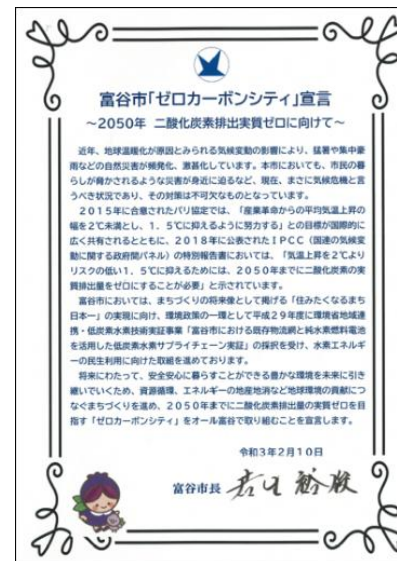 富谷市「ゼロカーボンシティ」宣言
～2050年 二酸化炭素排出実質ゼロに向けて～
近年、地球温暖化が原因とみられる気候変動の影響により、猛暑や集中豪
雨などの自然災害が頻発化、激甚化しています。本市においても、市民の暮
らしが脅かされるような災害が身近に迫るなど、現在、まさに気候危機と言
うべき状況であり、その対策は不可欠なものとなっています。
2015年に合意されたパリ協定では、「産業革命からの平均気温上昇の
幅を2℃未満とし、1.5℃に抑えるように努力する」との目標が国際的に
広く共有されるとともに、2018年に公表されたIPCC（国連の気候変
動に関する政府間パネル）の特別報告書においては、「気温上昇を2℃より
リスクの低い1.5℃に抑えるためには、2050年までに二酸化炭素の実
質排出量をゼロにすることが必要」と示されています。
富谷市においては、まちづくりの将来像として掲げる「住みたくなるまち
日本一」の実現に向け、環境政策の一環として平成29年度に環境省地域連
携・低炭素水素技術実証事業「富谷市における既存物流網と純水素燃料電池
を活用した低炭素水素サプライチェーン実証」の採択を受け、水素エネルギ
ーの民生利用に向けた取組を進めております。
将来にわたって、安全安心に暮らすことができる豊かな環境を未来に引き
継いでいくため、資源循環、エネルギーの地産地消など地球環境の貢献につ
なぐまちづくりを進め、2050年までに二酸化炭素排出量の実質ゼロを目
指す「ゼロカーボンシティ」をオール富谷で取り組むことを宣言します。
令和3年2月10日
富谷市長 若生裕俊